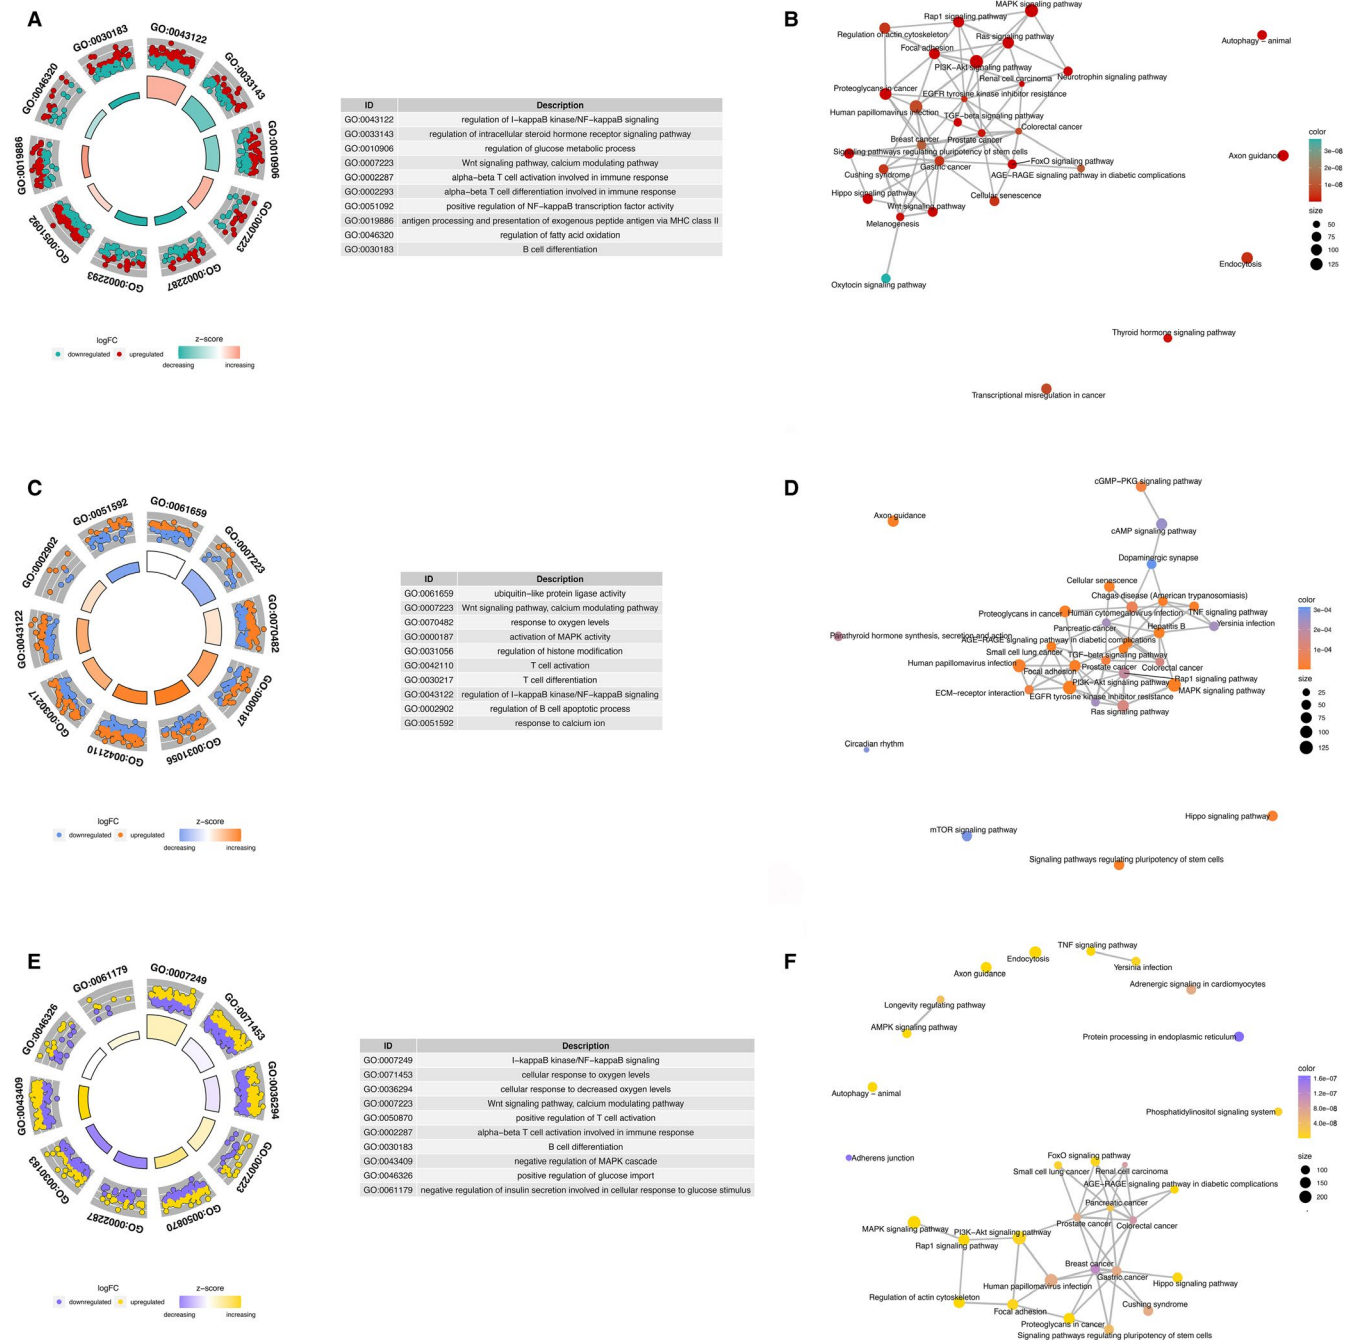 A
GO:0030183
GO:0043122
GO:0033143
GO:0010906
GO:0007223
GO:0002287
GO:0002293
GO:0051092
GO:0019886
GO:0046320
logFC
downregulated
upregulated
z-score
decreasing
increasing
ID Description
GO:0043122 regulation of I−kappaB kinase/NF−kappaB signaling
GO:0033143 regulation of intracellular steroid hormone receptor signaling pathway
GO:0010906 regulation of glucose metabolic process
GO:0007223 Wnt signaling pathway, calcium modulating pathway
GO:0002287 alpha−beta T cell activation involved in immune response
GO:0002293 alpha−beta T cell differentiation involved in immune response
GO:0051092 positive regulation of NF−kappaB transcription factor activity
GO:0019886 antigen processing and presentation of exogenous peptide antigen via MHC class II
GO:0046320 regulation of fatty acid oxidation
GO:0030183 B cell differentiation
B
MAPK signaling pathway
Rap1 signaling pathway
Regulation of actin cytoskeleton
Ras signaling pathway
Autophagy − animal
Focal adhesion
PI3K−Akt signaling pathway
Neurotrophin signaling pathway
Renal cell carcinoma
Proteoglycans in cancer
EGFR tyrosine kinase inhibitor resistance
Human papillomavirus infection
TGF−beta signaling pathway
Colorectal cancer
Breast cancer
Prostate cancer
Signaling pathways regulating pluripotency of stem cells
Axon guidance
FoxO signaling pathway
Gastric cancer
Cushing syndrome
AGE−RAGE signaling pathway in diabetic complications
Hippo signaling pathway
Cellular senescence
Wnt signaling pathway
Melanogenesis
Endocytosis
Oxytocin signaling pathway
Thyroid hormone signaling pathway
Transcriptional misregulation in cancer
color
3e−08
2e−08
1e−08
size
50
75
100
125
C
GO:0051592
GO:0061659
GO:0007223
GO:0070482
GO:0000187
GO:0031056
GO:0042110
GO:0030217
GO:0043122
GO:0002902
logFC
downregulated
upregulated
z-score
decreasing
increasing
ID Description
GO:0061659 ubiquitin−like protein ligase activity
GO:0007223 Wnt signaling pathway, calcium modulating pathway
GO:0070482 response to oxygen levels
GO:0000187 activation of MAPK activity
GO:0031056 regulation of histone modification
GO:0042110 T cell activation
GO:0030217 T cell differentiation
GO:0043122 regulation of I−kappaB kinase/NF−kappaB signaling
GO:0002902 regulation of B cell apoptotic process
GO:0051592 response to calcium ion
D
cGMP−PKG signaling pathway
Axon guidance
cAMP signaling pathway
Dopaminergic synapse
Cellular senescence
Chagas disease (American trypanosomiasis)
Proteoglycans in cancer
Human cytomegalovirus infection
TNF signaling pathway
Yersinia infection
Pancreatic cancer
Hepatitis B
Parathyroid hormone synthesis, secretion and action
AGE−RAGE signaling pathway in diabetic complications
Small cell lung cancer
TGF−beta signaling pathway
Human papillomavirus infection
Prostate cancer
Colorectal cancer
Focal adhesion
Rap1 signaling pathway
PI3K−Akt signaling pathway
MAPK signaling pathway
ECM−receptor interaction
EGFR tyrosine kinase inhibitor resistance
Ras signaling pathway
Circadian rhythm
Hippo signaling pathway
mTOR signaling pathway
Signaling pathways regulating pluripotency of stem cells
color
3e−04
2e−04
1e−04
size
25
50
75
100
125
E
GO:0061179
GO:0007249
GO:0071453
GO:0036294
GO:0007223
GO:0050870
GO:0002287
GO:0030183
GO:0043409
GO:0046326
logFC
downregulated
upregulated
z-score
decreasing
increasing
ID Description
GO:0007249 I−kappaB kinase/NF−kappaB signaling
GO:0071453 cellular response to oxygen levels
GO:0036294 cellular response to decreased oxygen levels
GO:0007223 Wnt signaling pathway, calcium modulating pathway
GO:0050870 positive regulation of T cell activation
GO:0002287 alpha−beta T cell activation involved in immune response
GO:0030183 B cell differentiation
GO:0043409 negative regulation of MAPK cascade
GO:0046326 positive regulation of glucose import
GO:0061179 negative regulation of insulin secretion involved in cellular response to glucose stimulus
F
TNF signaling pathway
Endocytosis
Yersinia infection
Axon guidance
Adrenergic signaling in cardiomyocytes
Longevity regulating pathway
AMPK signaling pathway
Protein processing in endoplasmic reticulum
Autophagy − animal
Phosphatidylinositol signaling system
Adherens junction
FoxO signaling pathway
Small cell lung cancer
Renal cell carcinoma
AGE−RAGE signaling pathway in diabetic complications
Pancreatic cancer
Prostate cancer
Colorectal cancer
MAPK signaling pathway
PI3K−Akt signaling pathway
Rap1 signaling pathway
Breast cancer
Gastric cancer
Human papillomavirus infection
Hippo signaling pathway
Regulation of actin cytoskeleton
Cushing syndrome
Focal adhesion
Proteoglycans in cancer
Signaling pathways regulating pluripotency of stem cells
color
1.6e−07
1.2e−07
8.0e−08
4.0e−08
size
100
150
200